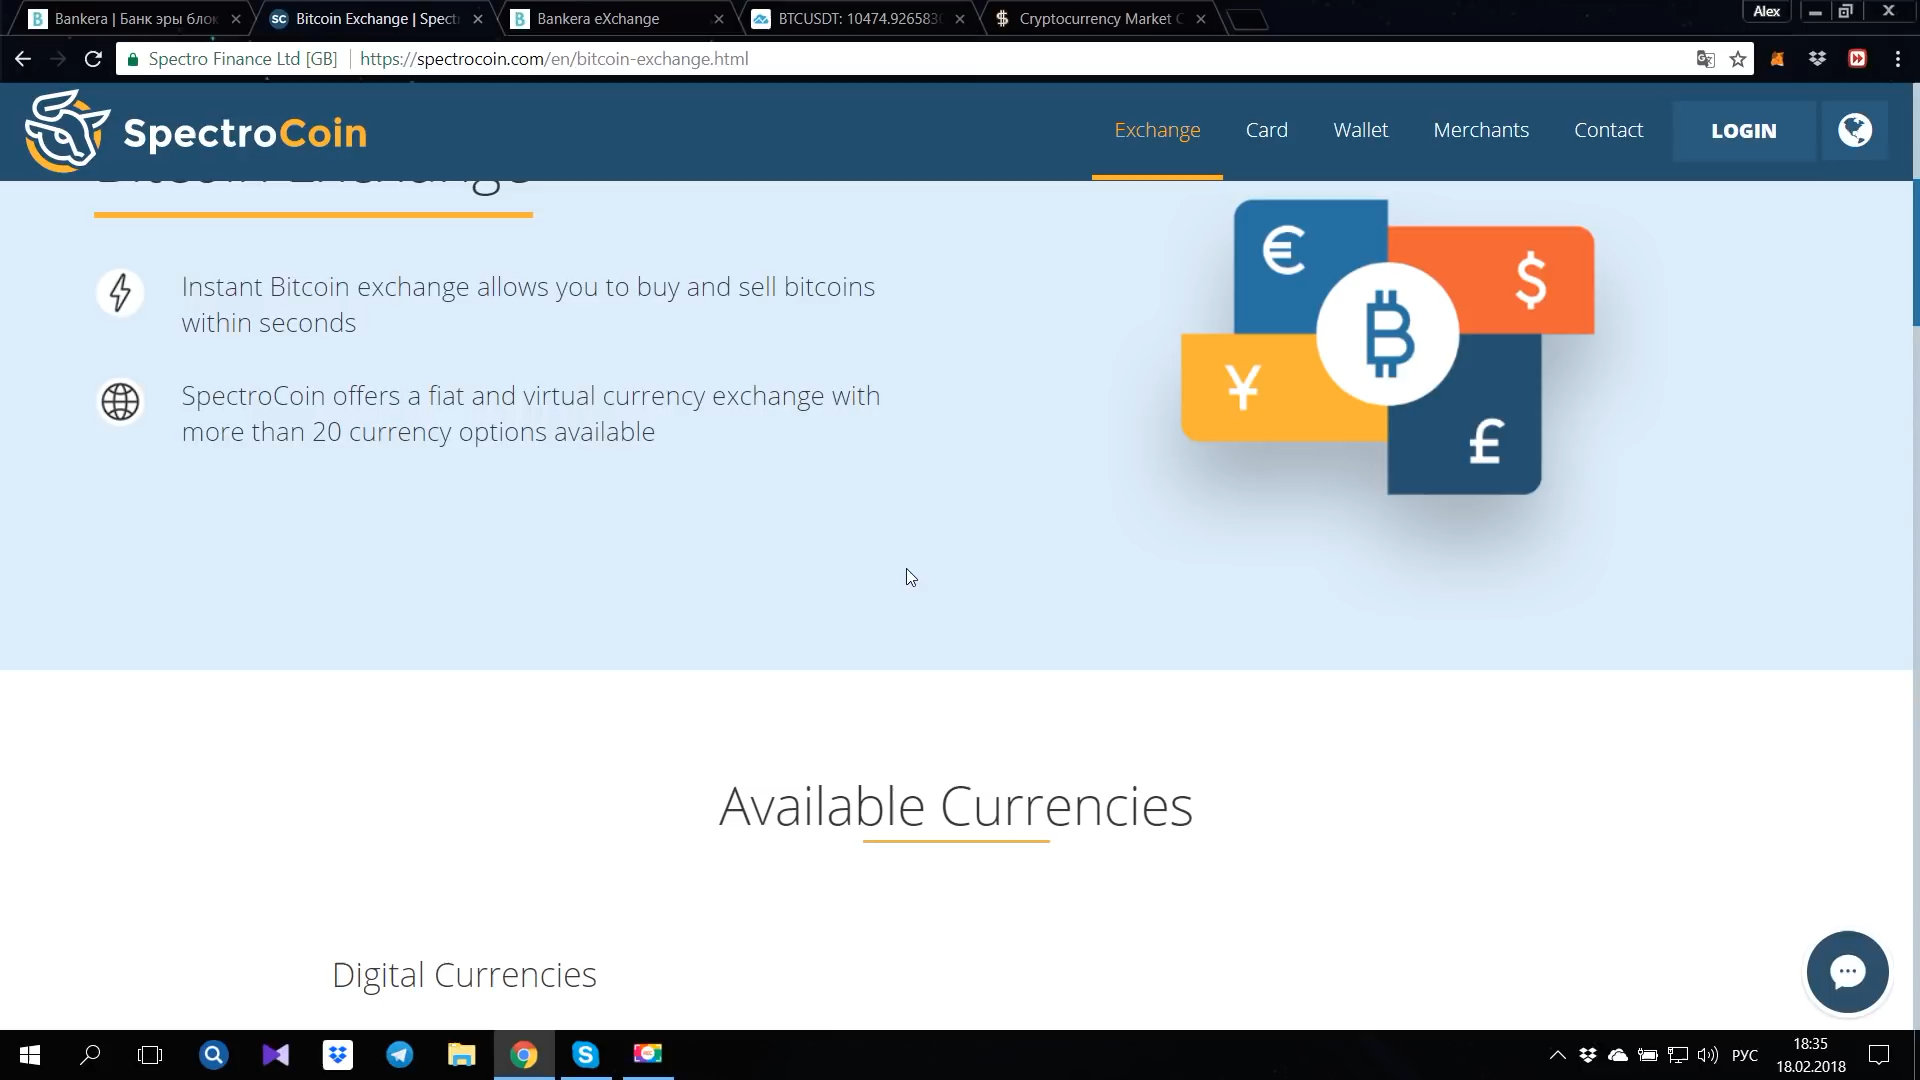 Bankera | Банк эры блок
Bitcoin Exchange | Spect
Bankera eXchange
BTCUSDT: 10474.926583
Cryptocurrency Market C
Alex
Spectro Finance Ltd [GB]
https://spectrocoin.com/en/bitcoin-exchange.html
SpectroCoin
Exchange
Card
Wallet
Merchants
Contact
LOGIN
Bitcoin Exchange
Instant Bitcoin exchange allows you to buy and sell bitcoins
within seconds
SpectroCoin offers a fiat and virtual currency exchange with
more than 20 currency options available
€
$
¥
£
Available Currencies
Digital Currencies
РУС
18:35
18.02.2018